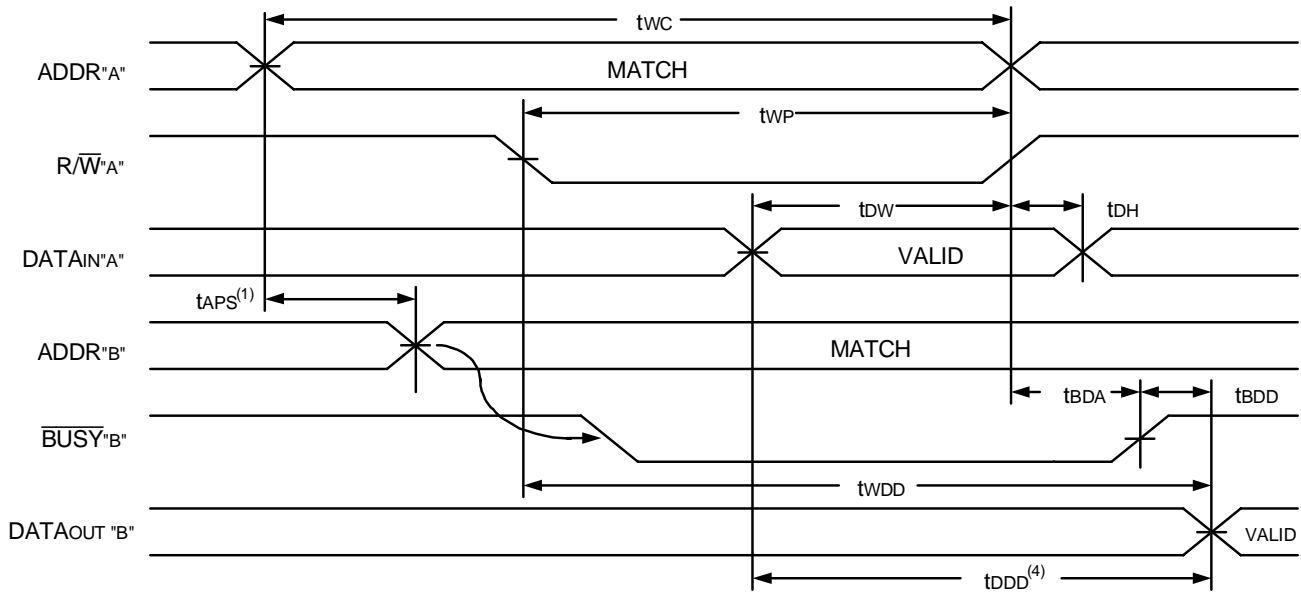 tWC
ADDR"A"
MATCH
tWP
R/W̅"A"
tDW
tDH
DATAIN"A"
VALID
tAPS(1)
ADDR"B"
MATCH
tBDA
tBDD
B̅U̅S̅Y̅"B"
tWDD
DATAOUT "B"
VALID
tDDD(4)